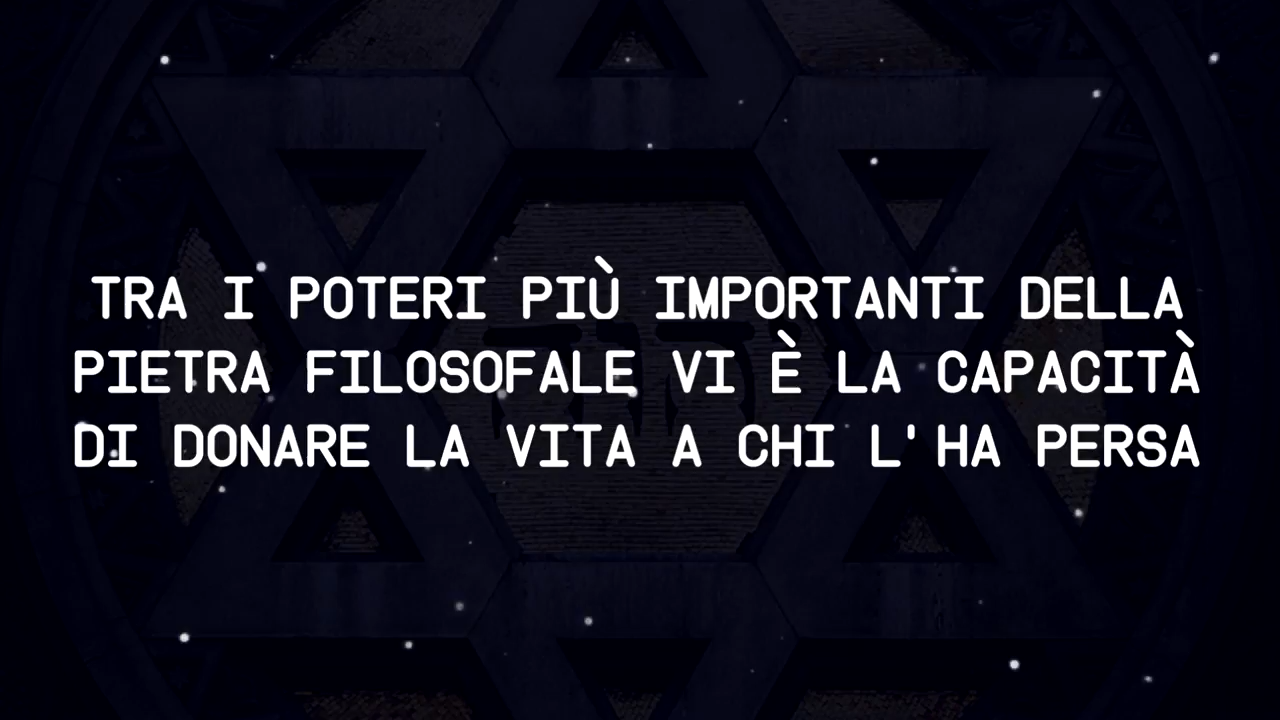 TRA I POTERI PIÙ IMPORTANTI DELLA
PIETRA FILOSOFALE VI È LA CAPACITÀ
DI DONARE LA VITA A CHI L'HA PERSA